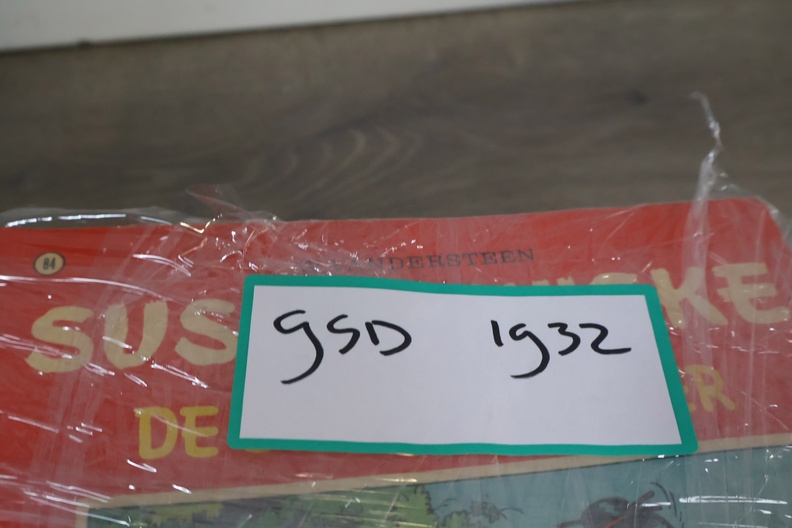 84
VANDERSTEEN
SUS KE
DE ER
gSD 1932